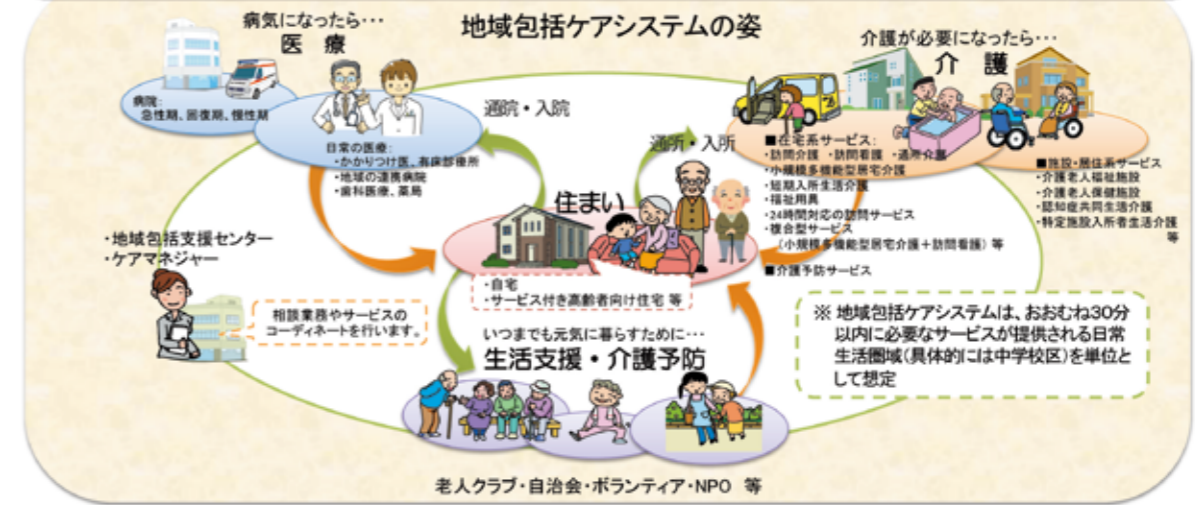 地域包括ケアシステムの姿
病気になったら･･･
医 療
病院:
急性期、回復期、慢性期
日常の医療:
・かかりつけ医、有床診療所
・地域の連携病院
・歯科医療、薬局
通院・入院
通所・入所
介護が必要になったら･･･
介 護
■在宅系サービス:
・訪問介護 ・訪問看護 ・通所介護
・小規模多機能型居宅介護
・短期入所生活介護
・福祉用具
・24時間対応の訪問サービス
・複合型サービス
(小規模多機能型居宅介護+訪問看護) 等
■介護予防サービス
■施設・居住系サービス
・介護老人福祉施設
・介護老人保健施設
・認知症共同生活介護
・特定施設入所者生活介護
等
住まい
・自宅
・サービス付き高齢者向け住宅 等
・地域包括支援センター
・ケアマネジャー
相談業務やサービスの
コーディネートを行います。
いつまでも元気に暮らすために･･･
生活支援・介護予防
※ 地域包括ケアシステムは、おおむね30分
以内に必要なサービスが提供される日常
生活圏域(具体的には中学校区)を単位と
して想定
老人クラブ・自治会・ボランティア・NPO 等